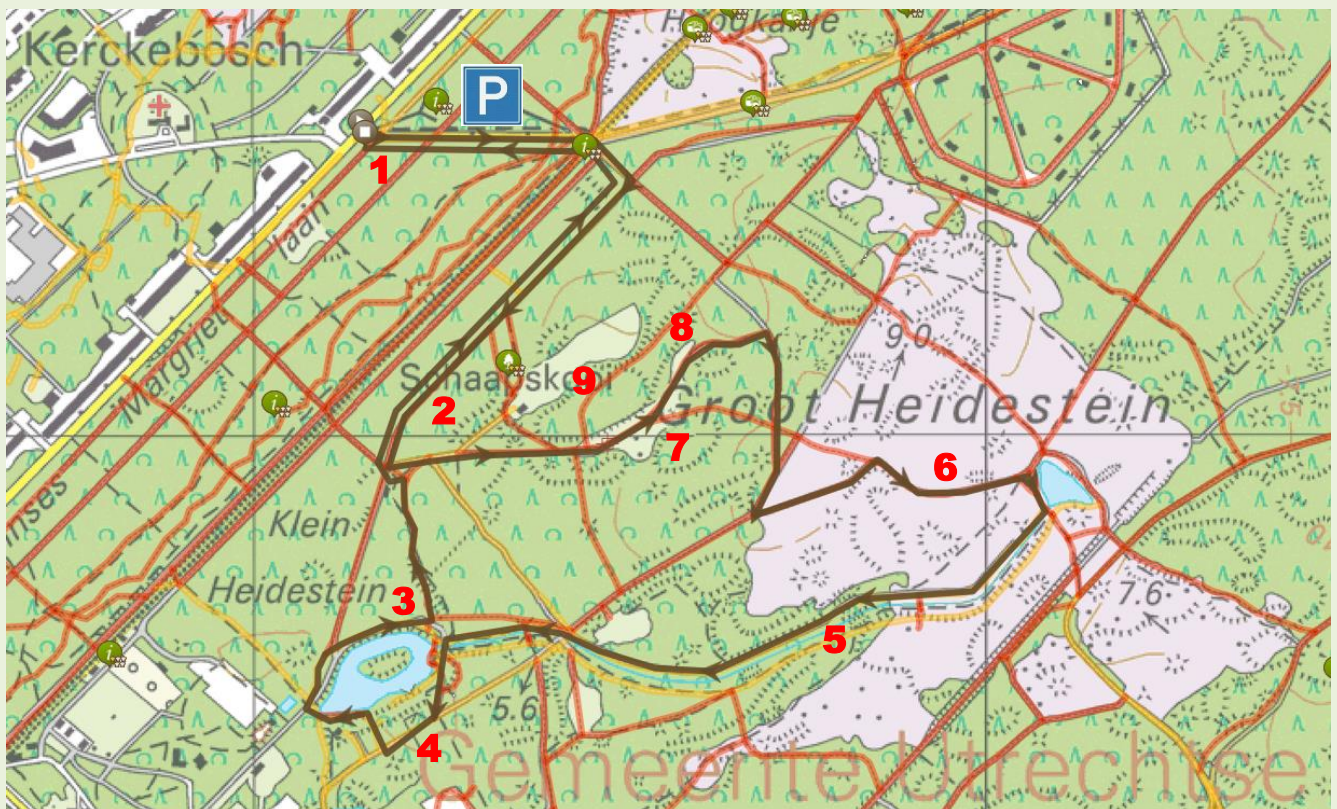 Kerckebosch
P
1
laan
Margriet
8
9.0
2
9
Groot Heidestein
7
6
nses
Klein
Heidestein
3
7.6
5
5.6
4
Gemeente Utrechtse